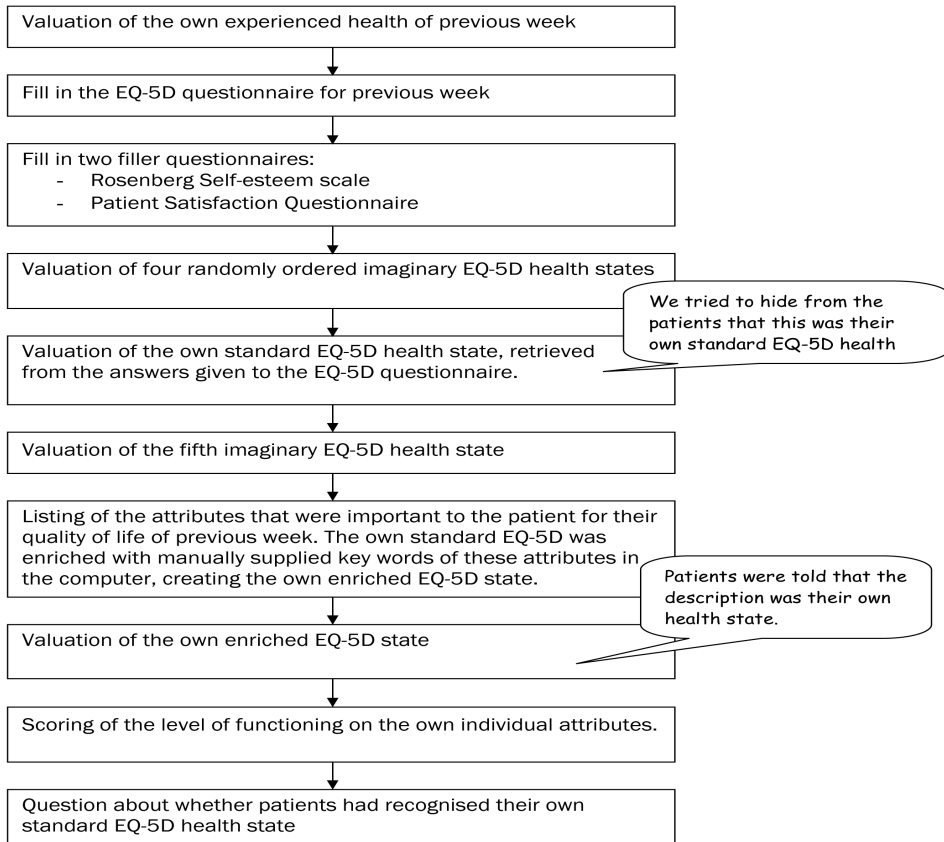 Valuation of the own experienced health of previous week
Fill in the EQ-5D questionnaire for previous week
Fill in two filler questionnaires:
- Rosenberg Self-esteem scale
- Patient Satisfaction Questionnaire
Valuation of four randomly ordered imaginary EQ-5D health states
We tried to hide from the
patients that this was their
own standard EQ-5D health
Valuation of the own standard EQ-5D health state, retrieved
from the answers given to the EQ-5D questionnaire.
Valuation of the fifth imaginary EQ-5D health state
Listing of the attributes that were important to the patient for their
quality of life of previous week. The own standard EQ-5D was
enriched with manually supplied key words of these attributes in
the computer, creating the own enriched EQ-5D state.
Patients were told that the
description was their own
health state.
Valuation of the own enriched EQ-5D state
Scoring of the level of functioning on the own individual attributes.
Question about whether patients had recognised their own
standard EQ-5D health state